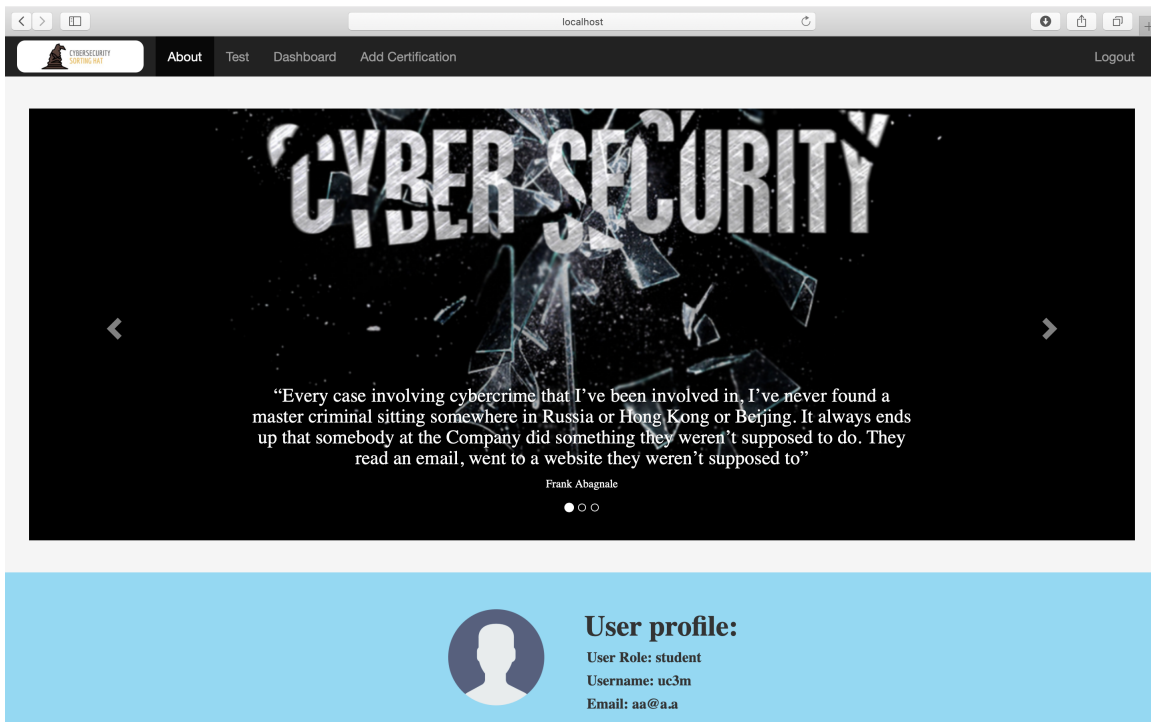 localhost
CYBERSECURITY
SORTING HAT
About Test Dashboard Add Certification Logout
CYBER SECURITY
“Every case involving cybercrime that I’ve been involved in, I’ve never found a
master criminal sitting somewhere in Russia or Hong Kong or Beijing. It always ends
up that somebody at the Company did something they weren’t supposed to do. They
read an email, went to a website they weren’t supposed to”
Frank Abagnale
User profile:
User Role: student
Username: uc3m
Email: aa@a.a